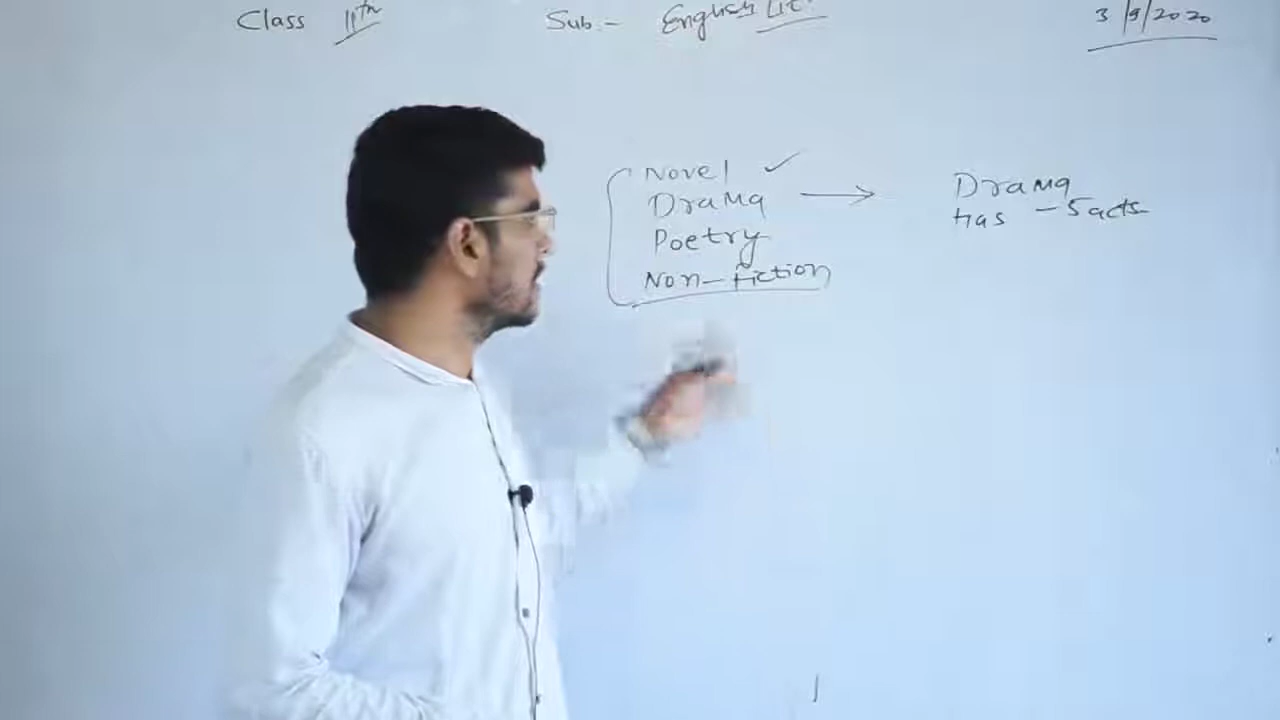 Class 11th Sub:- English Lit. 3/9/2020
Novel ✓
Drama → Drama
has - 5 acts
Poetry
Non-fiction